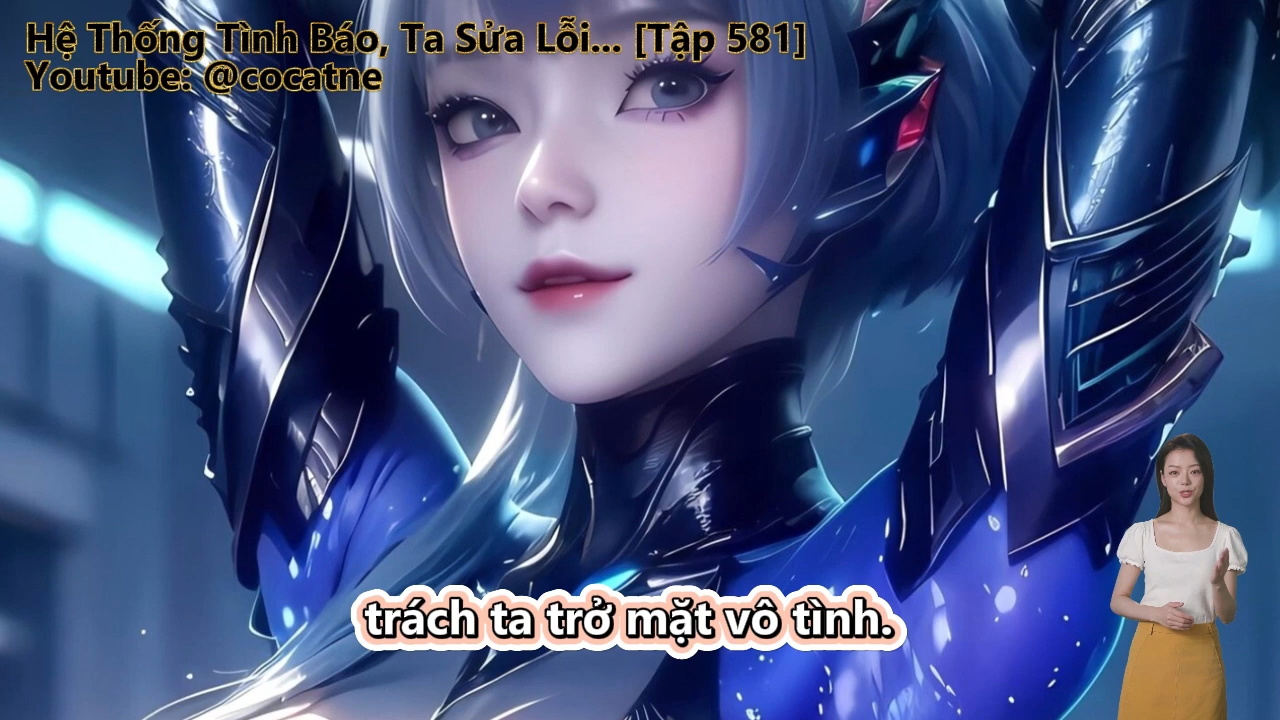 Hệ Thống Tình Báo, Ta Sửa Lỗi... [Tập 581]
Youtube: @cocatne
trách ta trở mặt vô tình.